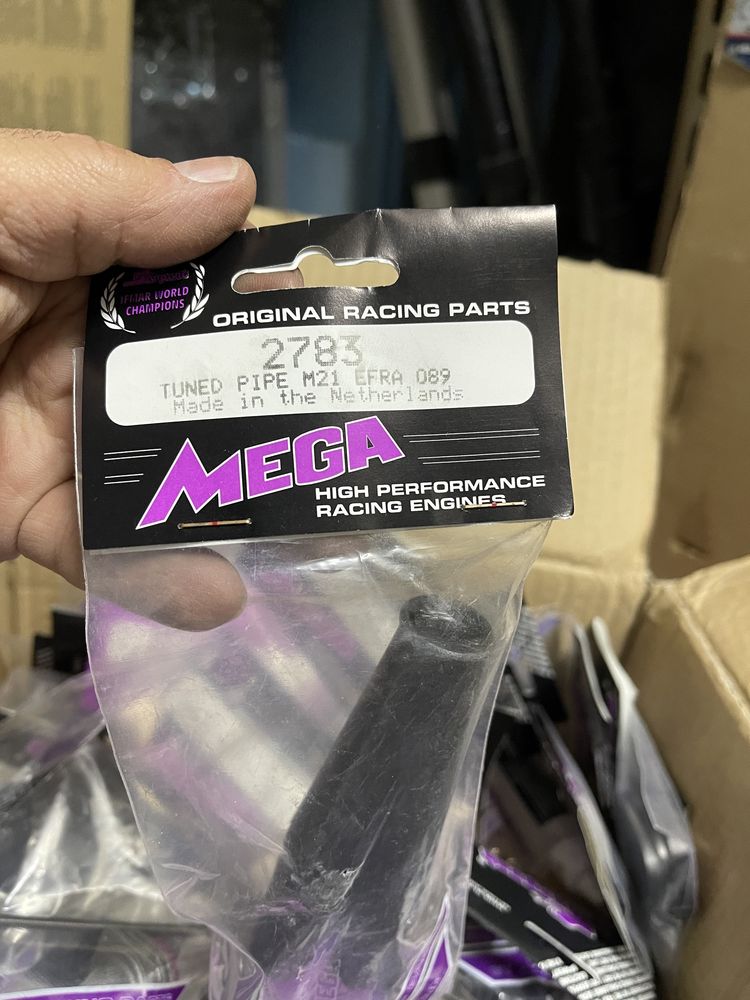 IFMAR WORLD
CHAMPIONS
ORIGINAL RACING PARTS
2783
TUNED PIPE M21 EFRA 089
Made in the Netherlands
MEGA
HIGH PERFORMANCE
RACING ENGINES